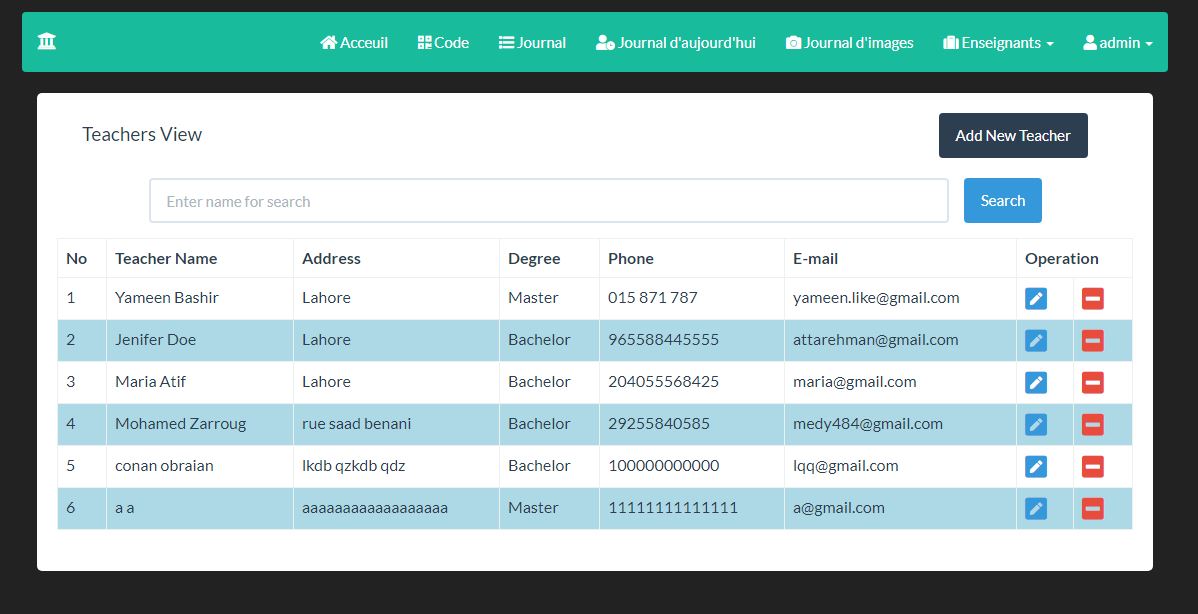 Acceuil Code Journal Journal d'aujourd'hui Journal d'images Enseignants admin
Teachers View Add New Teacher
Enter name for search Search
No Teacher Name Address Degree Phone E-mail Operation
1 Yameen Bashir Lahore Master 015 871 787 yameen.like@gmail.com
2 Jenifer Doe Lahore Bachelor 965588445555 attarehman@gmail.com
3 Maria Atif Lahore Bachelor 204055568425 maria@gmail.com
4 Mohamed Zarroug rue saad benani Bachelor 29255840585 medy484@gmail.com
5 conan obraian lkdb qzkdb qdz Bachelor 100000000000 lqq@gmail.com
6 a a aaaaaaaaaaaaaaaaaa Master 11111111111111 a@gmail.com